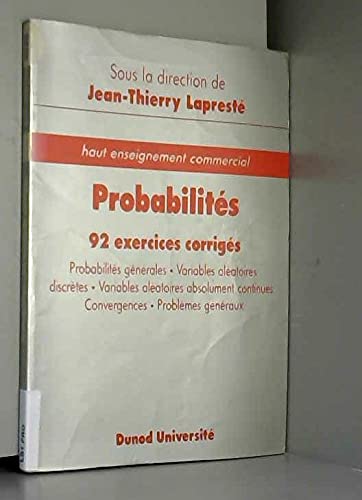 Sous la direction de
Jean-Thierry Lapresté
haut enseignement commercial
Probabilités
92 exercices corrigés
Probabilités générales • Variables aléatoires
discrètes • Variables aléatoires absolument continues
Convergences • Problèmes généraux
Dunod Université